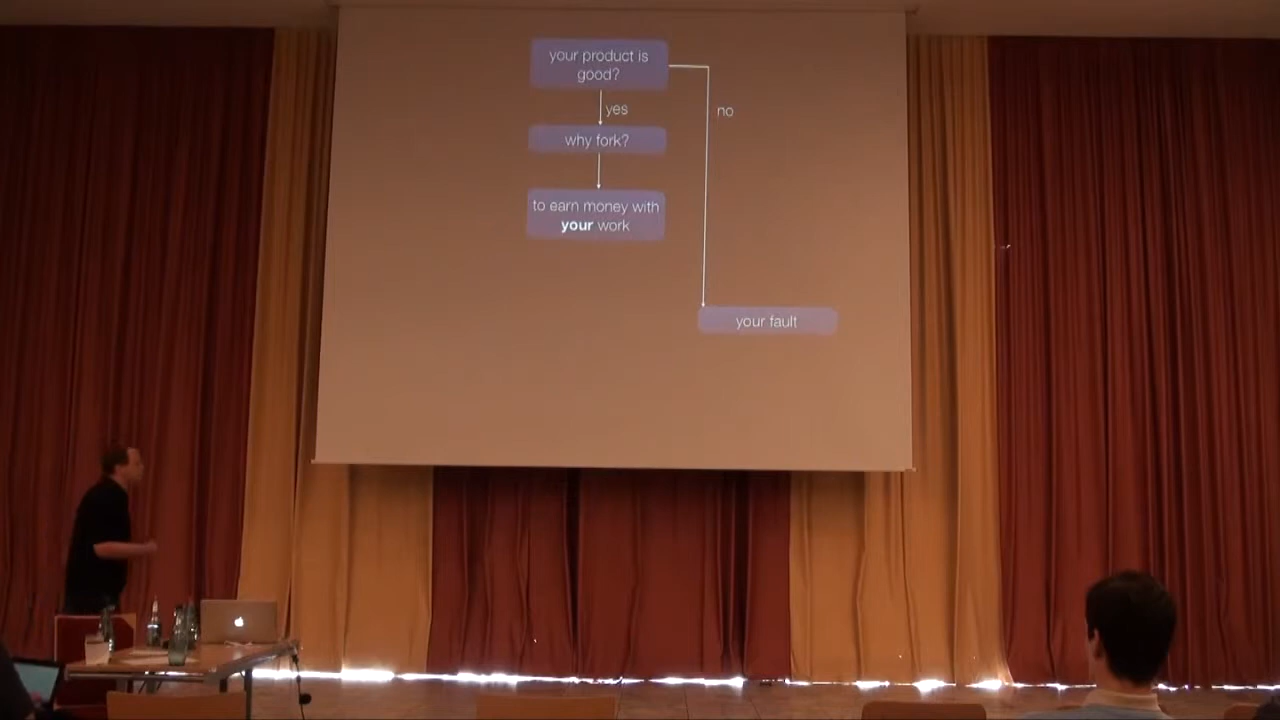 your product is
good?
yes
no
why fork?
to earn money with
your work
your fault